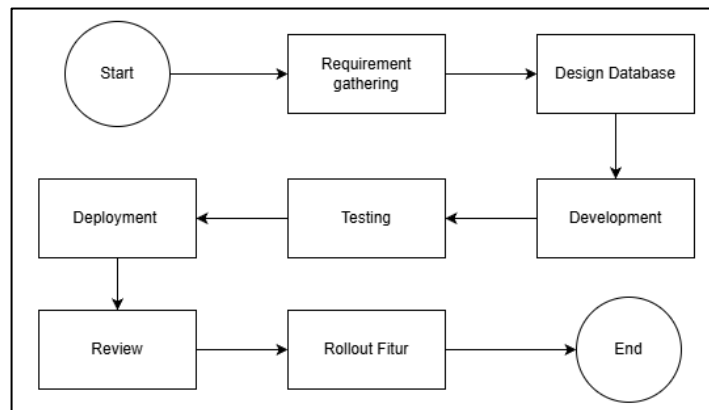 Start
Requirement
gathering
Design Database
Development
Testing
Deployment
Review
Rollout Fitur
End